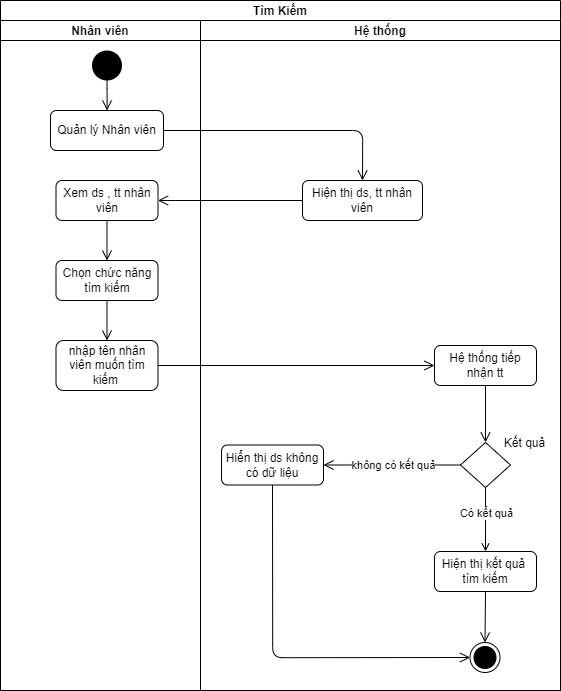 Tìm Kiếm
Nhân viên
Hệ thống
Quản lý Nhân viên
Xem ds , tt nhân
viên
Hiện thị ds, tt nhân
viên
Chọn chức năng
tìm kiếm
nhập tên nhân
viên muốn tìm
kiếm
Hệ thống tiếp
nhận tt
Kết quả
Hiển thị ds không
có dữ liệu
không có kết quả
Có kết quả
Hiện thị kết quả
tìm kiếm